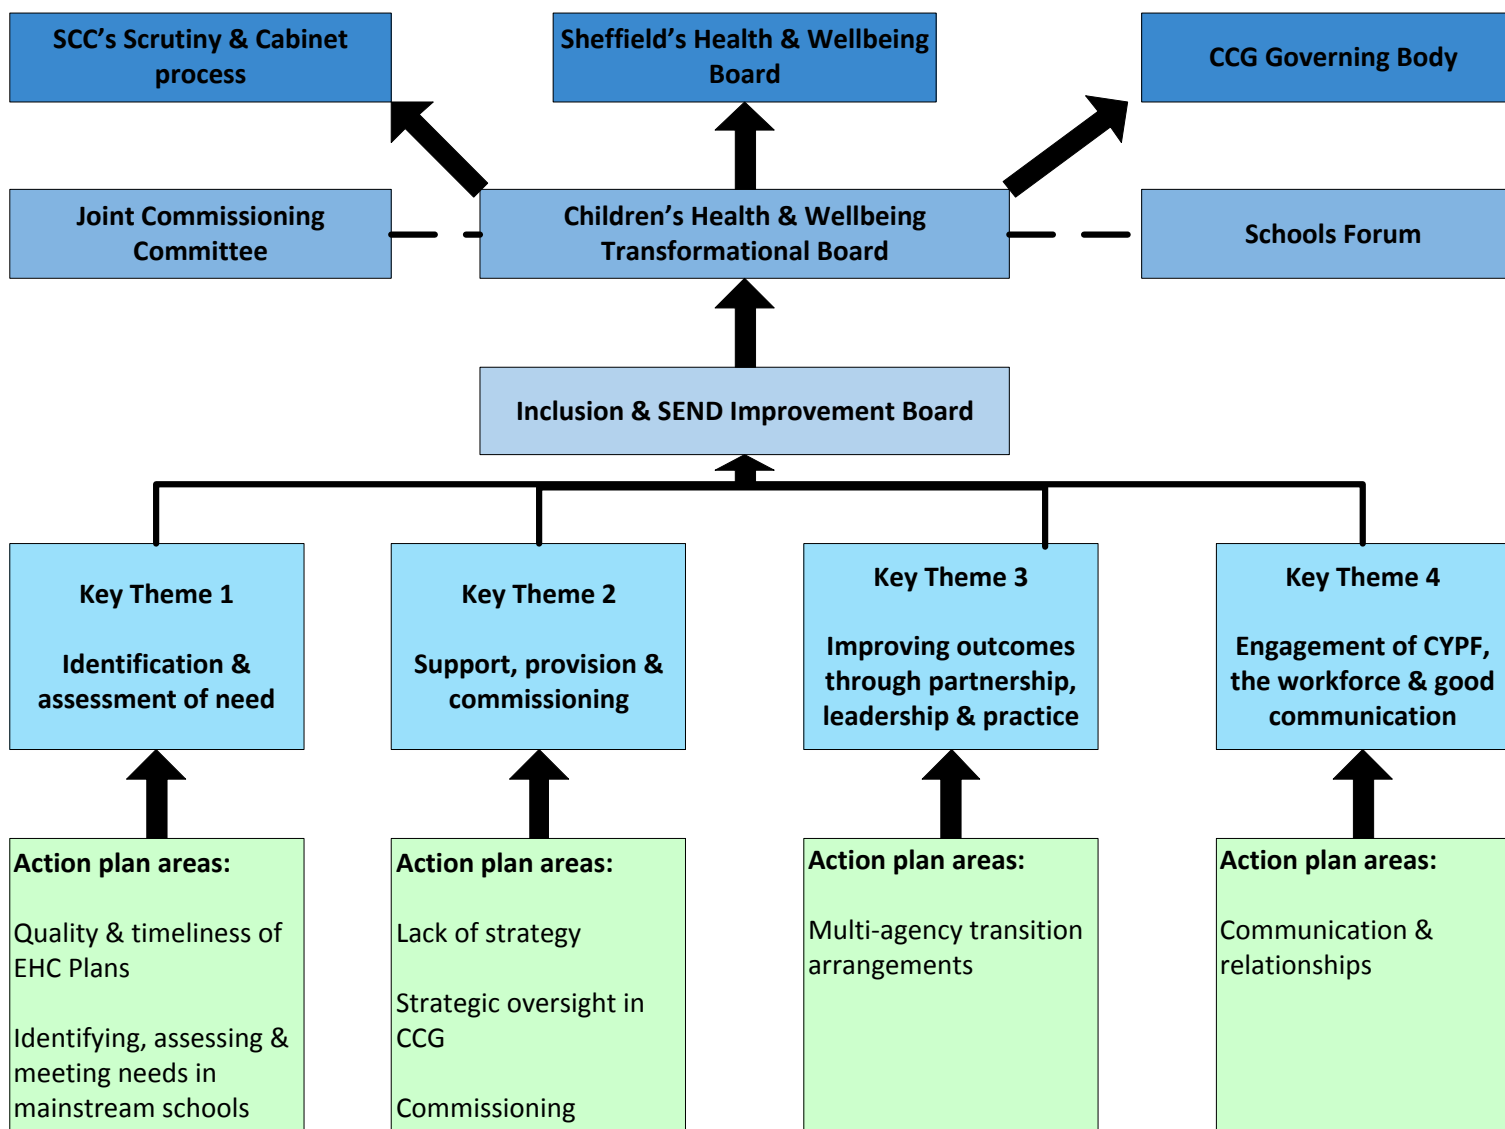 SCC’s Scrutiny & Cabinet
process
Sheffield’s Health & Wellbeing
Board
CCG Governing Body
Joint Commissioning
Committee
Children’s Health & Wellbeing
Transformational Board
Schools Forum
Inclusion & SEND Improvement Board
Key Theme 1
Identification &
assessment of need
Key Theme 2
Support, provision &
commissioning
Key Theme 3
Improving outcomes
through partnership,
leadership & practice
Key Theme 4
Engagement of CYPF,
the workforce & good
communication
Action plan areas:
Quality & timeliness of
EHC Plans
Identifying, assessing &
meeting needs in
mainstream schools
Action plan areas:
Lack of strategy
Strategic oversight in
CCG
Commissioning
Action plan areas:
Multi-agency transition
arrangements
Action plan areas:
Communication &
relationships